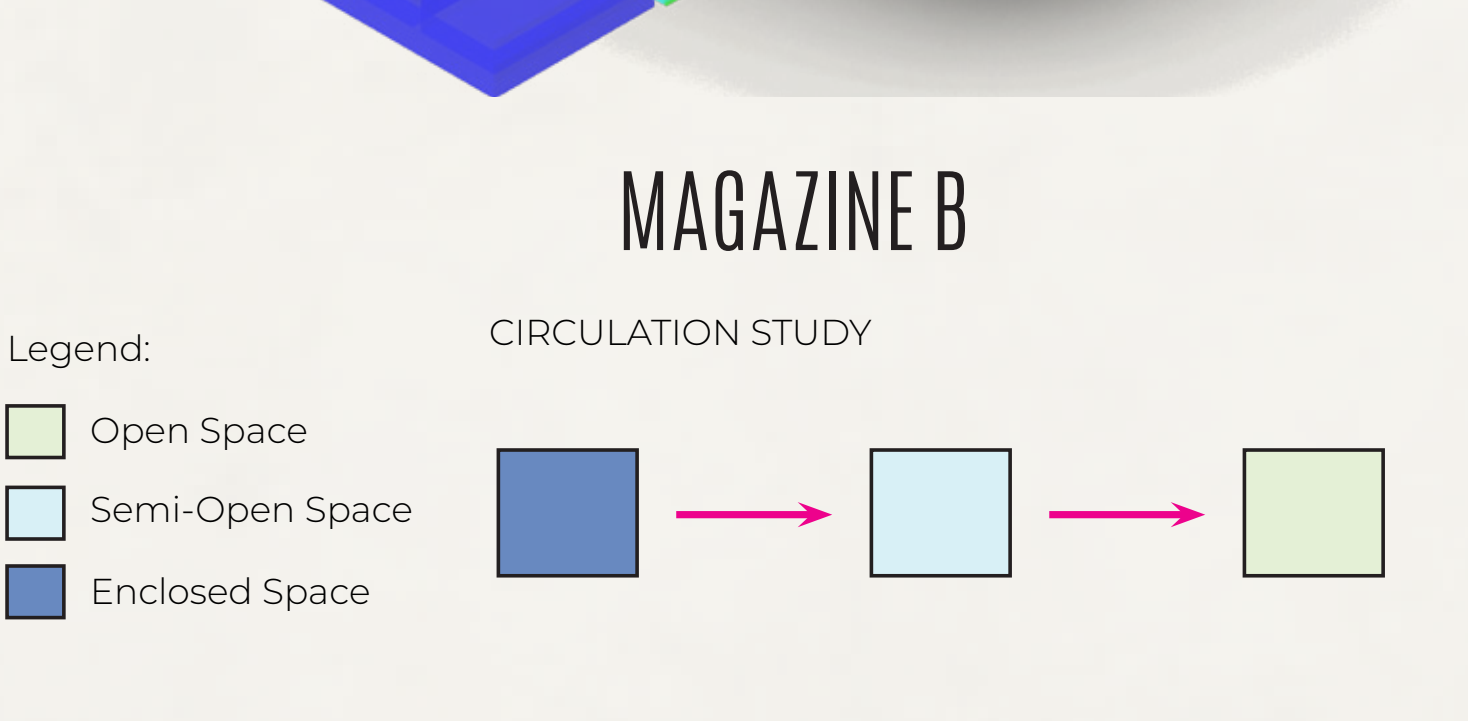 MAGAZINE B
CIRCULATION STUDY
Legend:
Open Space
Semi-Open Space
Enclosed Space